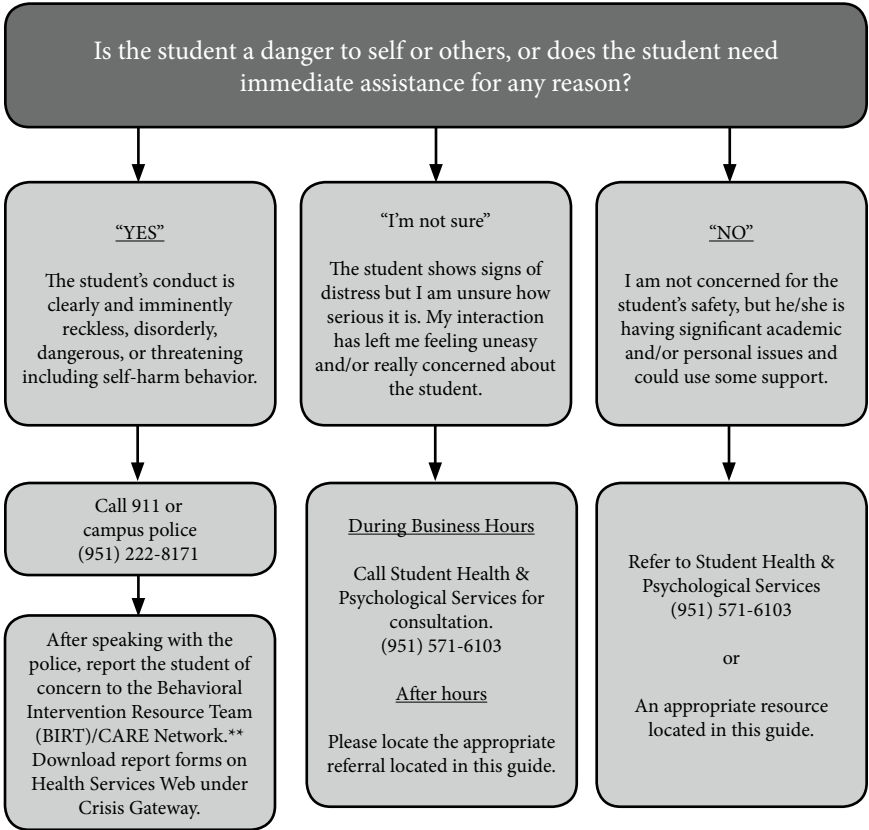 Is the student a danger to self or others, or does the student need
immediate assistance for any reason?
“YES”
The student’s conduct is
clearly and imminently
reckless, disorderly,
dangerous, or threatening
including self-harm behavior.
Call 911 or
campus police
(951) 222-8171
After speaking with the
police, report the student of
concern to the Behavioral
Intervention Resource Team
(BIRT)/CARE Network.**
Download report forms on
Health Services Web under
Crisis Gateway.
“I’m not sure”
The student shows signs of
distress but I am unsure how
serious it is. My interaction
has left me feeling uneasy
and/or really concerned about
the student.
During Business Hours
Call Student Health &
Psychological Services for
consultation.
(951) 571-6103
After hours
Please locate the appropriate
referral located in this guide.
“NO”
I am not concerned for the
student’s safety, but he/she is
having significant academic
and/or personal issues and
could use some support.
Refer to Student Health &
Psychological Services
(951) 571-6103
or
An appropriate resource
located in this guide.